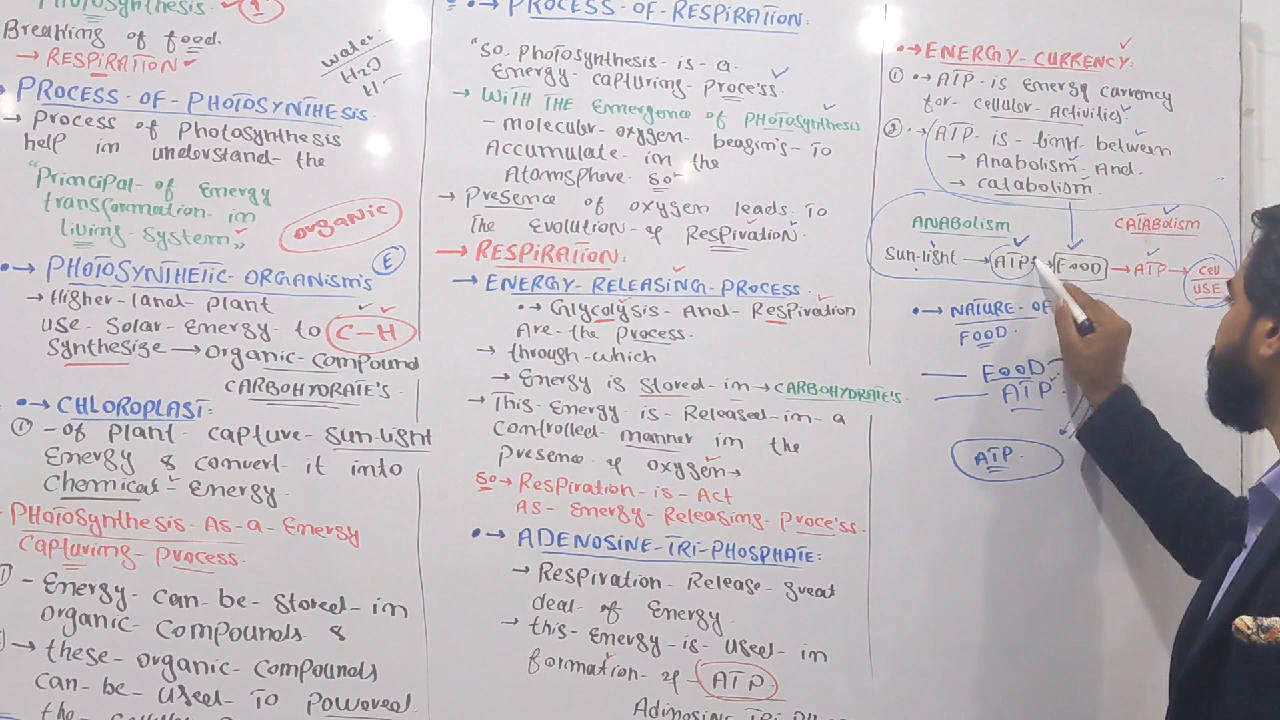 Photosynthesis.
Breatking of food.
→ RESPIRATION
water.
H2O
PROCESS-OF-PHOTOSYNTHESIS.
→ Process of Photosynthesis
help in understand-the
"Principal-of Energy
transformation-in
living-system"
organic
•→ PHOTOSYNTHETIC-ORGANISM'S
E
→ Higher-land-plant
use-Solar-Energy-to C-H
Synthesize → Organic-compound
CARBOHYDRATE'S.
•→ CHLOROPLAST:
① -of Plant-capture-sun-light
Energy & convert-it into
Chemical-Energy.
PHotosynthesis-As-a-Energy
Capturing-Process.
-Energy-can-be-stored-in
organic-compounds &
→ these-organic-compounds
can-be-used-To Powered
the
•→ PROCESS-OF-RESPIRATION:
"So-photosynthesis-is-a
Energy-capturing-Process.
→ WITH THE Emergence of PHOTOSYNTHESIS
-molecular-oxygen-beagins-To
Accumulate-in the
Atomsphore. So-
→ Presense of oxygen leads-To
The Evolution-of Respiration.
→ RESPIRATION:
→ ENERGY-RELEASING-PROCESS.
•→ Glycolysis-And-Respiration
Are-the Process.
→ through-which
→ Energy is stored-in→CARBOHYDRATE'S.
→ This-Energy-is-Released-in-a
controlled-manner in the
presence of oxygen→
So→ Respiration-is-Act
As-Energy-Releasing-Process.
•→ ADENOSINE-TRI-PHOSPHATE:
→ Respiration-Release-great
deal-of Energy.
→ this-Energy-is-used-in
formation-of-ATP
•→ ENERGY-CURRENCY:
① •→ ATP-is energy currency
for-cellular-Activities.
② •→ ATP-is-link between
→ Anabolism-And.
→ catabolism.
ANABOlism CATABOlism
Sun-light → ATPs → FOOD → ATP → Cell
USE
•→ NATURE-OF
FOOD.
— FOOD
— ATP
ATP.